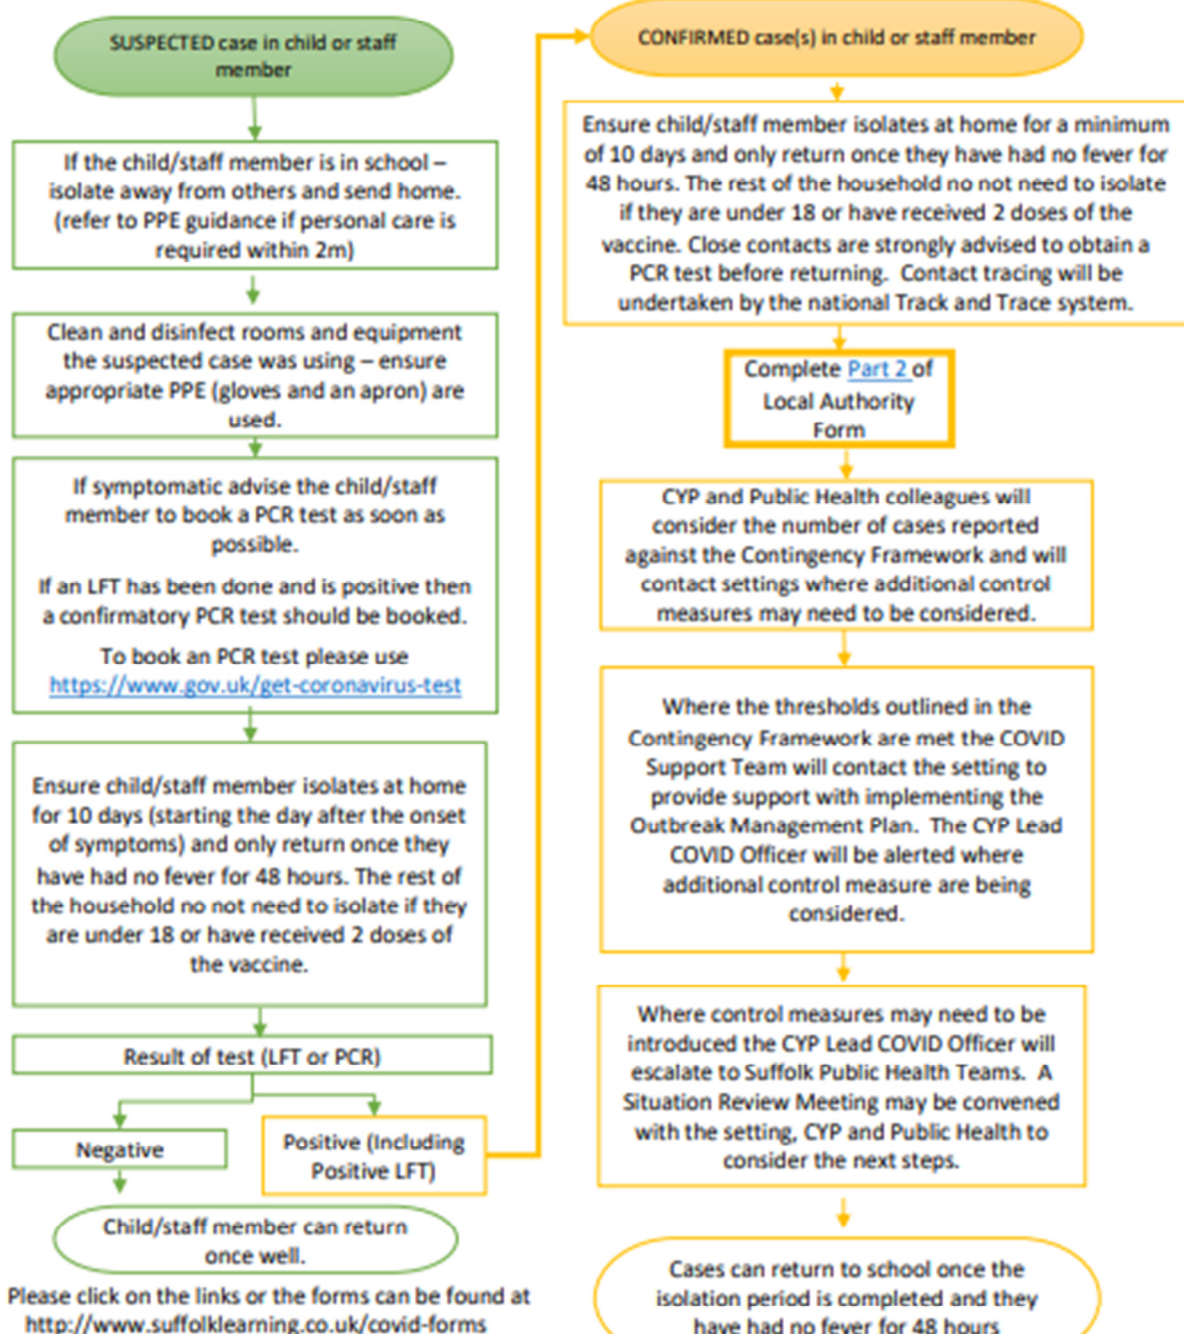 SUSPECTED case in child or staff
member
If the child/staff member is in school –
isolate away from others and send home.
(refer to PPE guidance if personal care is
required within 2m)
Clean and disinfect rooms and equipment
the suspected case was using – ensure
appropriate PPE (gloves and an apron) are
used.
If symptomatic advise the child/staff
member to book a PCR test as soon as
possible.
If an LFT has been done and is positive then
a confirmatory PCR test should be booked.
To book an PCR test please use
https://www.gov.uk/get-coronavirus-test
Ensure child/staff member isolates at home
for 10 days (starting the day after the onset
of symptoms) and only return once they
have had no fever for 48 hours. The rest of
the household no not need to isolate if they
are under 18 or have received 2 doses of
the vaccine.
Result of test (LFT or PCR)
Negative
Positive (Including
Positive LFT)
Child/staff member can return
once well.
Please click on the links or the forms can be found at
http://www.suffolklearning.co.uk/covid-forms
CONFIRMED case(s) in child or staff member
Ensure child/staff member isolates at home for a minimum
of 10 days and only return once they have had no fever for
48 hours. The rest of the household no not need to isolate
if they are under 18 or have received 2 doses of the
vaccine. Close contacts are strongly advised to obtain a
PCR test before returning. Contact tracing will be
undertaken by the national Track and Trace system.
Complete Part 2 of
Local Authority
Form
CYP and Public Health colleagues will
consider the number of cases reported
against the Contingency Framework and will
contact settings where additional control
measures may need to be considered.
Where the thresholds outlined in the
Contingency Framework are met the COVID
Support Team will contact the setting to
provide support with implementing the
Outbreak Management Plan. The CYP Lead
COVID Officer will be alerted where
additional control measure are being
considered.
Where control measures may need to be
introduced the CYP Lead COVID Officer will
escalate to Suffolk Public Health Teams. A
Situation Review Meeting may be convened
with the setting, CYP and Public Health to
consider the next steps.
Cases can return to school once the
isolation period is completed and they
have had no fever for 48 hours